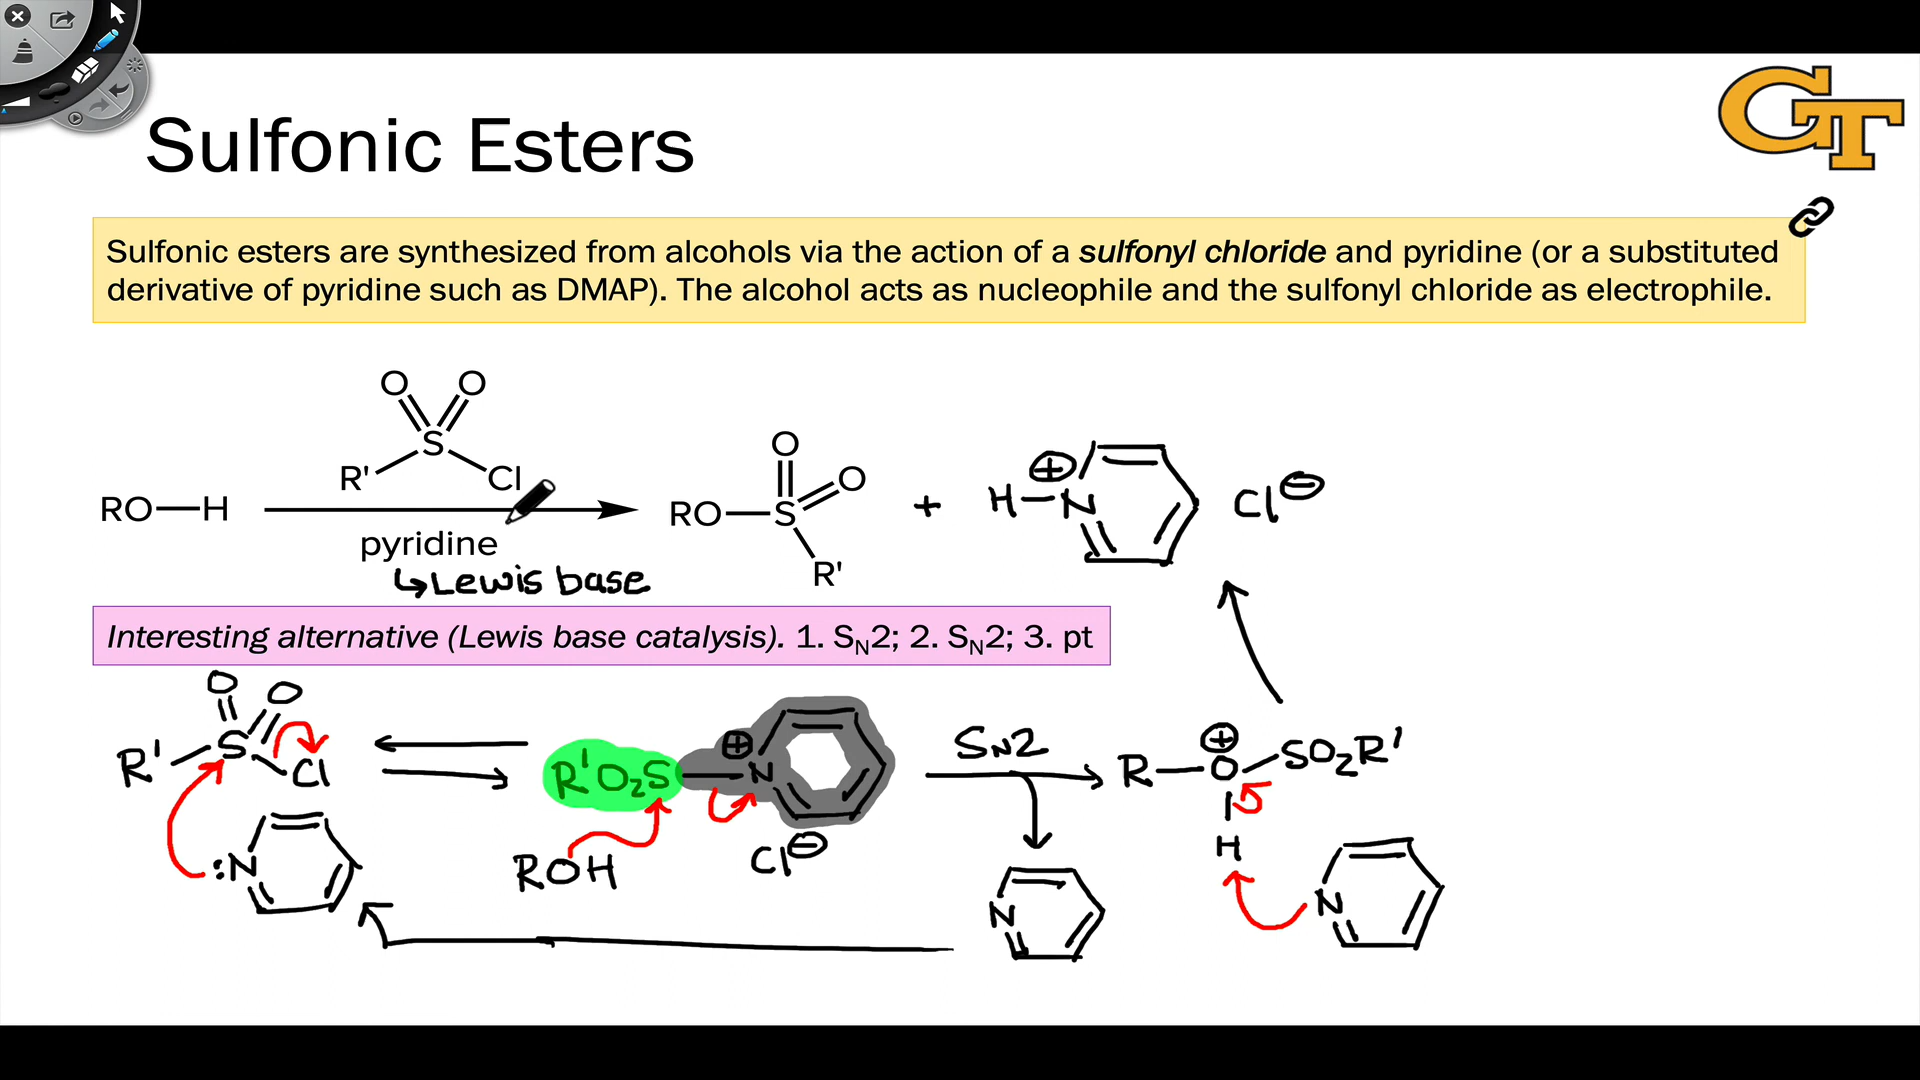 GT
Sulfonic Esters
Sulfonic esters are synthesized from alcohols via the action of a sulfonyl chloride and pyridine (or a substituted
derivative of pyridine such as DMAP). The alcohol acts as nucleophile and the sulfonyl chloride as electrophile.
O O
S
R' Cl
RO—H
pyridine
↳Lewis base
O
O
RO—S
R'
+
H—N ⊕
Cl⊖
Interesting alternative (Lewis base catalysis). 1. SN2; 2. SN2; 3. pt
O O
R' S Cl
:N
R'O2S—N ⊕
ROH
Cl⊖
SN2
N
⊕
R—O—SO2R'
H
N